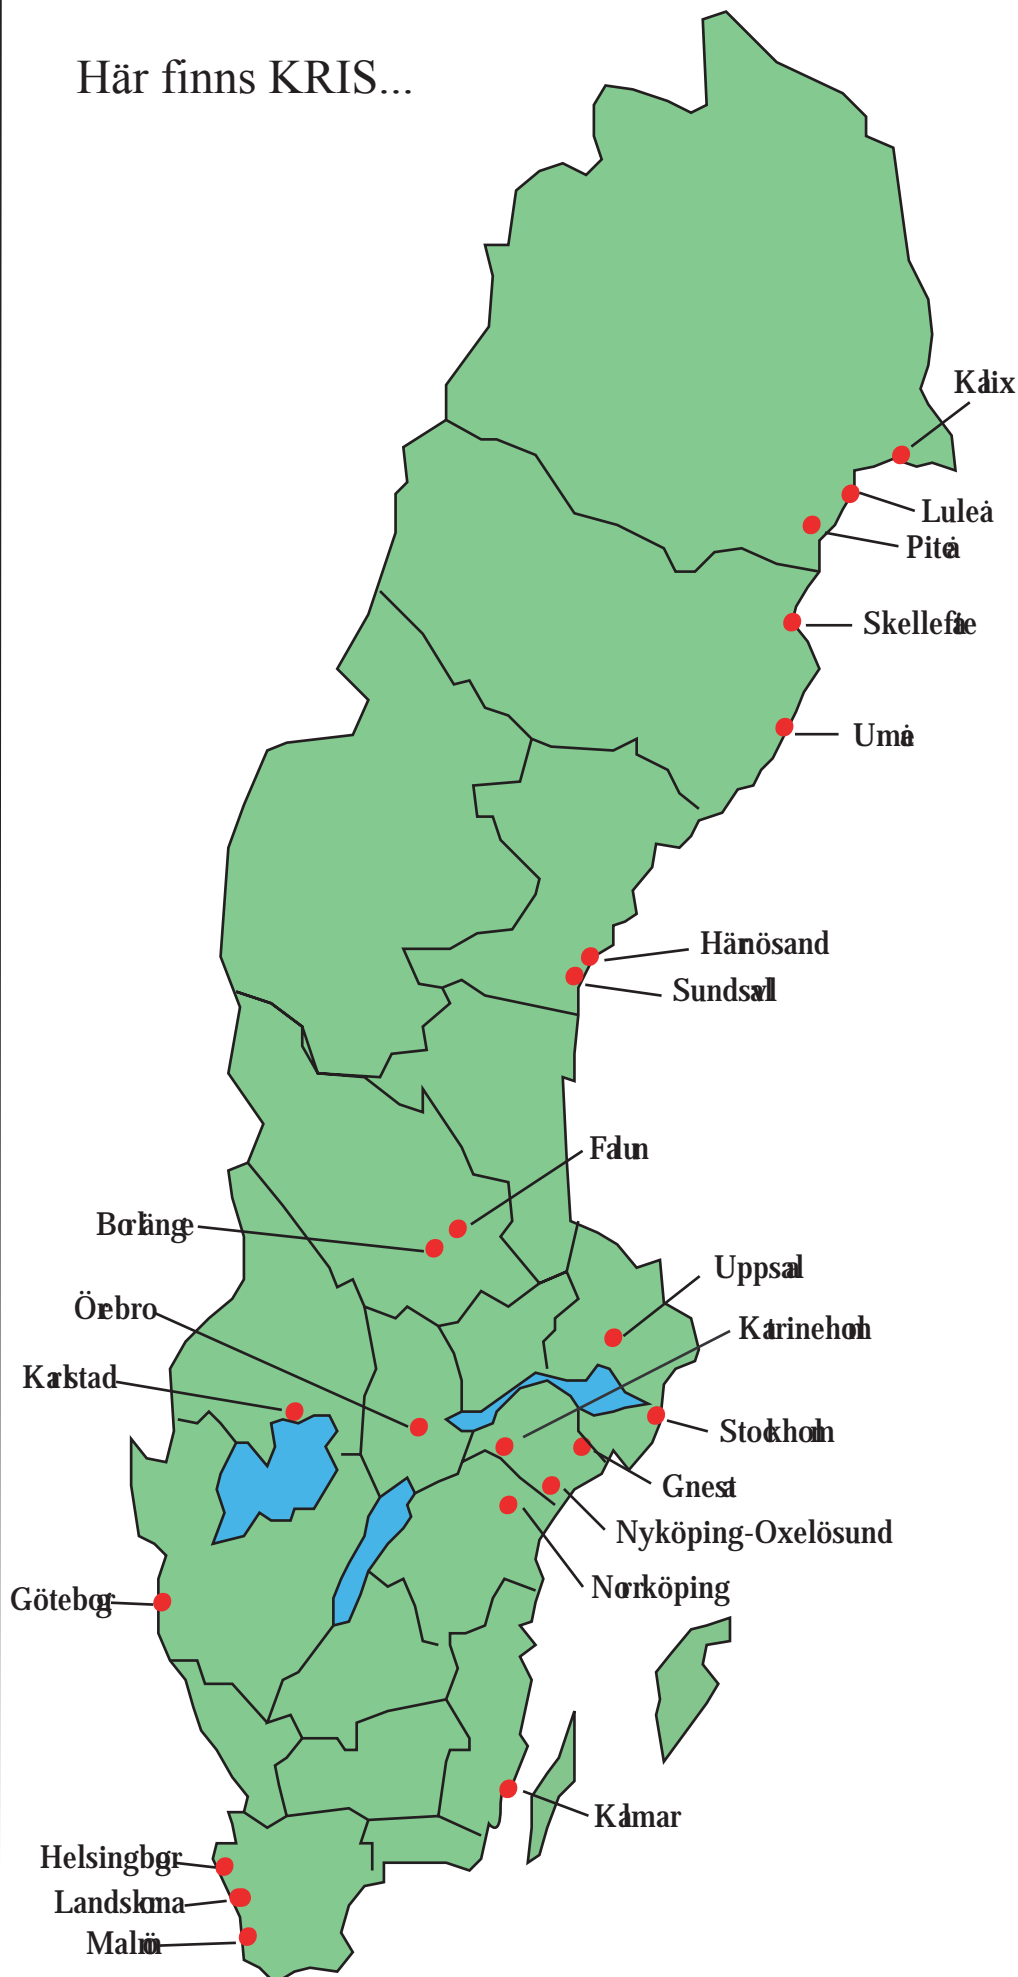 Här finns KRIS...
Kalix
Luleå
Piteå
Skellefteå
Umeå
Härnösand
Sundsvall
Falun
Borlänge
Uppsala
Örebro
Katrineholm
Karlstad
Stockholm
Gnesta
Nyköping-Oxelösund
Norrköping
Göteborg
Kalmar
Helsingborg
Landskrona
Malmö